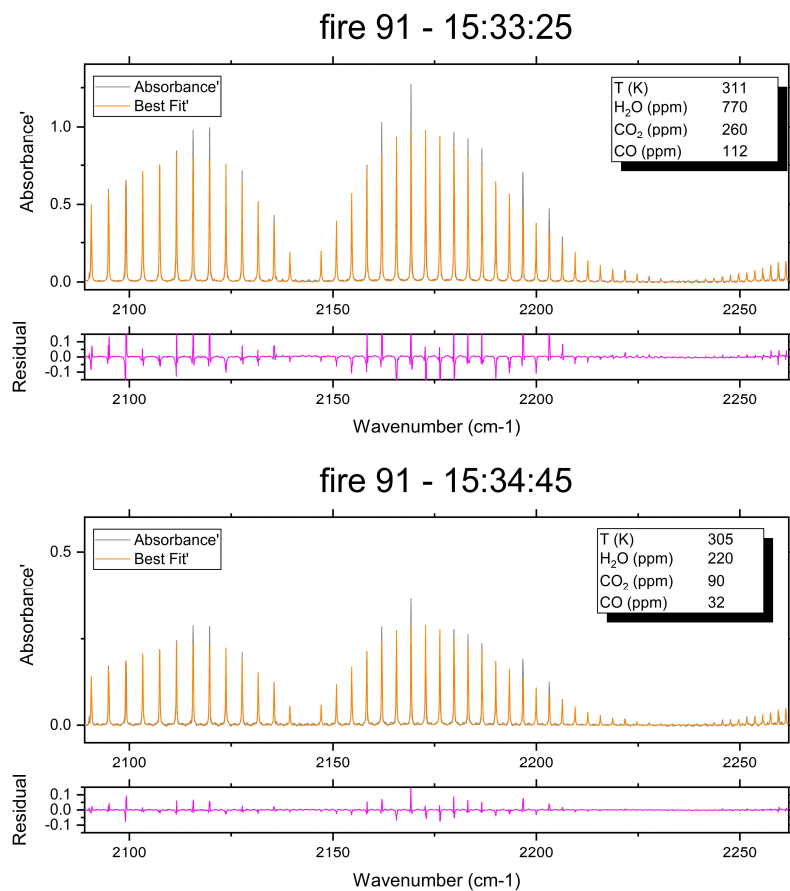 fire 91 - 15:33:25
Absorbance'
Best Fit'
T (K) 311
H₂O (ppm) 770
CO₂ (ppm) 260
CO (ppm) 112
Absorbance'
1.0
0.5
0.0
2100 2150 2200 2250
Residual
0.1
0.0
-0.1
2100 2150 2200 2250
Wavenumber (cm-1)
fire 91 - 15:34:45
Absorbance'
Best Fit'
T (K) 305
H₂O (ppm) 220
CO₂ (ppm) 90
CO (ppm) 32
Absorbance'
0.5
0.0
2100 2150 2200 2250
Residual
0.1
0.0
-0.1
2100 2150 2200 2250
Wavenumber (cm-1)